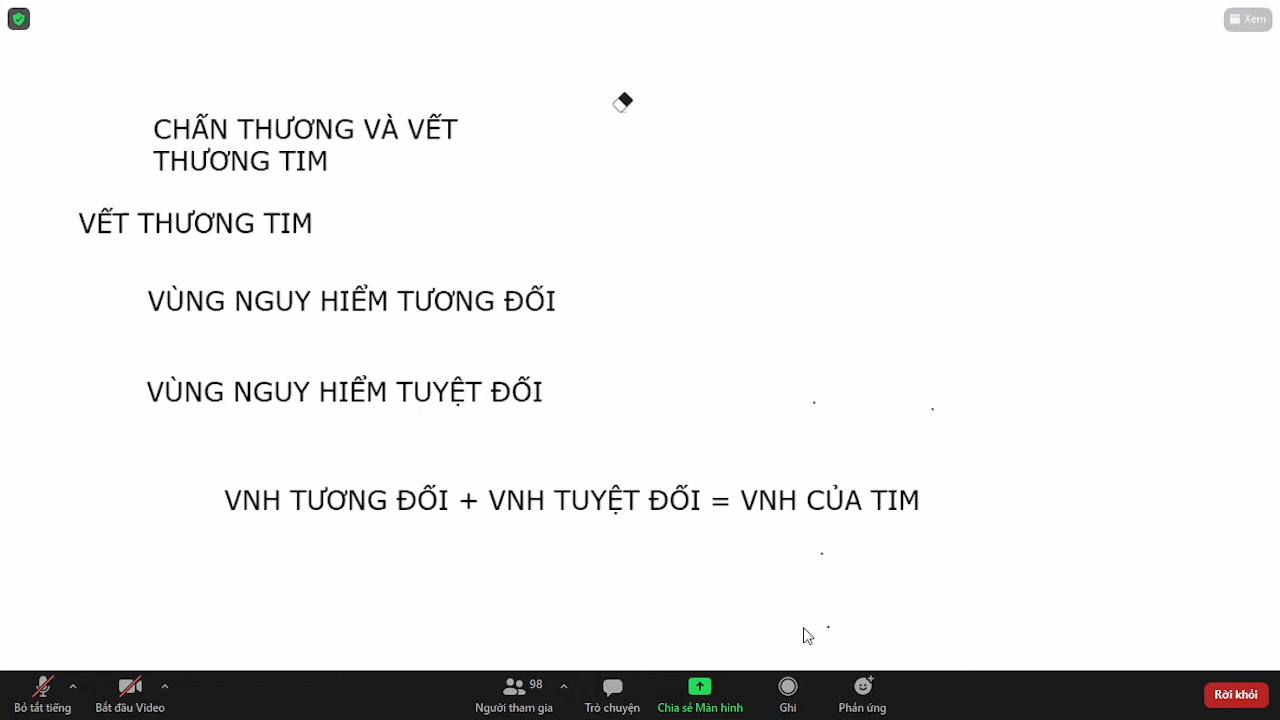 Xem
CHẤN THƯƠNG VÀ VẾT
THƯƠNG TIM
VẾT THƯƠNG TIM
VÙNG NGUY HIỂM TƯƠNG ĐỐI
VÙNG NGUY HIỂM TUYỆT ĐỐI
VNH TƯƠNG ĐỐI + VNH TUYỆT ĐỐI = VNH CỦA TIM
98
Bỏ tắt tiếng
Bắt đầu Video
Người tham gia
Trò chuyện
Chia sẻ Màn hình
Ghi
Phản ứng
Rời khỏi